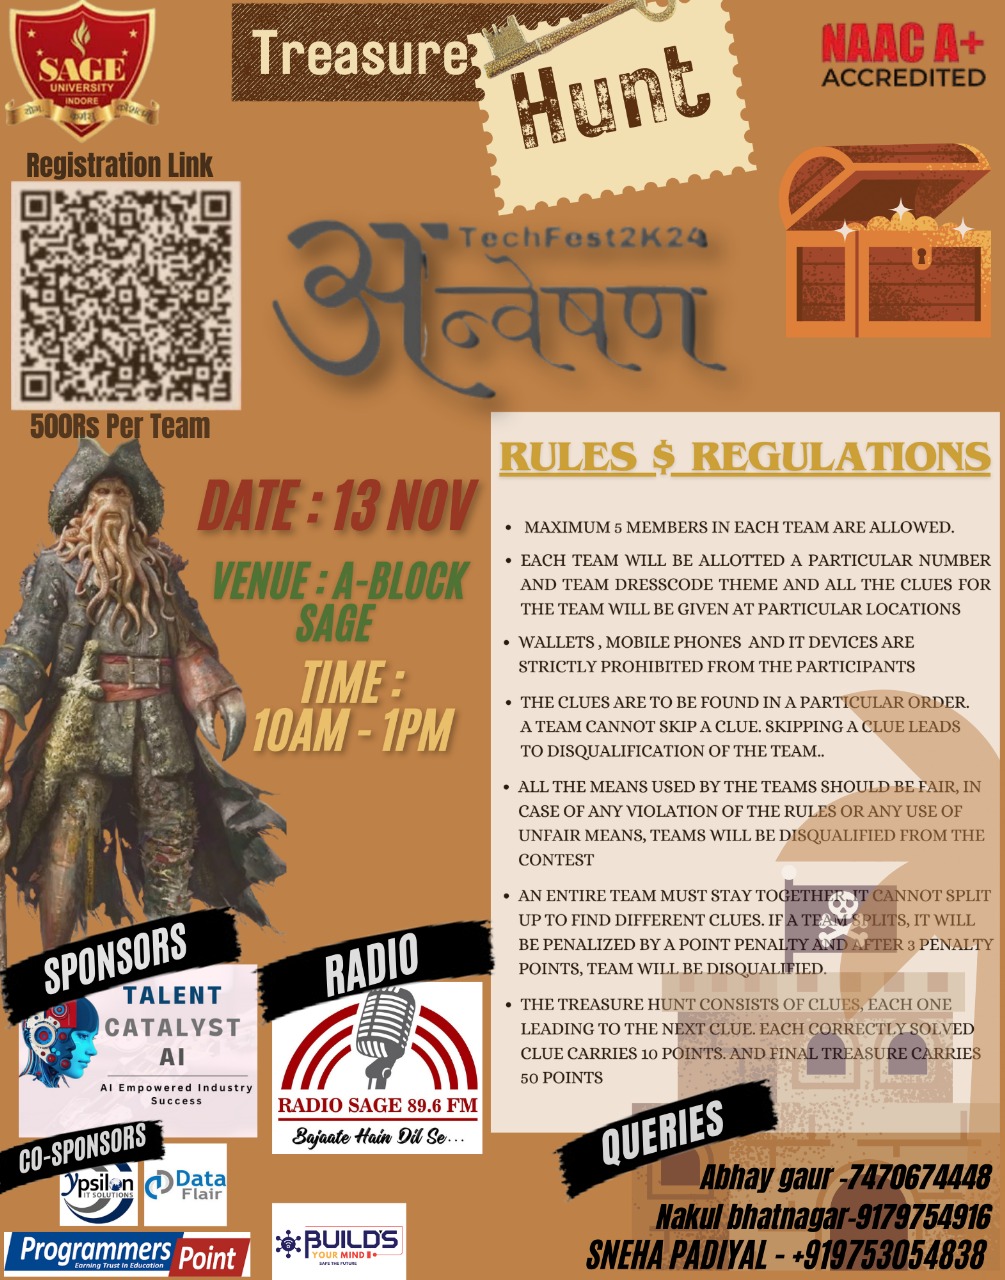 SAGE
UNIVERSITY
INDORE
Treasure
Hunt
NAAC A+
ACCREDITED
Registration Link
500Rs Per Team
TechFest2K24
अन्वेषण
DATE : 13 NOV
VENUE : A-BLOCK
SAGE
TIME :
10AM - 1PM
RULES $ REGULATIONS
• MAXIMUM 5 MEMBERS IN EACH TEAM ARE ALLOWED.
• EACH TEAM WILL BE ALLOTTED A PARTICULAR NUMBER
AND TEAM DRESSCODE THEME AND ALL THE CLUES FOR
THE TEAM WILL BE GIVEN AT PARTICULAR LOCATIONS
• WALLETS , MOBILE PHONES AND IT DEVICES ARE
STRICTLY PROHIBITED FROM THE PARTICIPANTS
• THE CLUES ARE TO BE FOUND IN A PARTICULAR ORDER.
A TEAM CANNOT SKIP A CLUE. SKIPPING A CLUE LEADS
TO DISQUALIFICATION OF THE TEAM..
• ALL THE MEANS USED BY THE TEAMS SHOULD BE FAIR, IN
CASE OF ANY VIOLATION OF THE RULES OR ANY USE OF
UNFAIR MEANS, TEAMS WILL BE DISQUALIFIED FROM THE
CONTEST
• AN ENTIRE TEAM MUST STAY TOGETHER, IT CANNOT SPLIT
UP TO FIND DIFFERENT CLUES. IF A TEAM SPLITS, IT WILL
BE PENALIZED BY A POINT PENALTY AND AFTER 3 PENALTY
POINTS, TEAM WILL BE DISQUALIFIED.
• THE TREASURE HUNT CONSISTS OF CLUES, EACH ONE
LEADING TO THE NEXT CLUE. EACH CORRECTLY SOLVED
CLUE CARRIES 10 POINTS. AND FINAL TREASURE CARRIES
50 POINTS
SPONSORS
TALENT
CATALYST
AI
AI Empowered Industry
Success
RADIO
RADIO SAGE 89.6 FM
Bajaate Hain Dil Se...
CO-SPONSORS
Ypsilon
IT SOLUTIONS
Data
Flair
Programmers Point
Earning Trust In Education
BUILD'S
YOUR MIND
SAFE THE FUTURE
QUERIES
Abhay gaur -7470674448
Nakul bhatnagar-9179754916
SNEHA PADIYAL - +919753054838